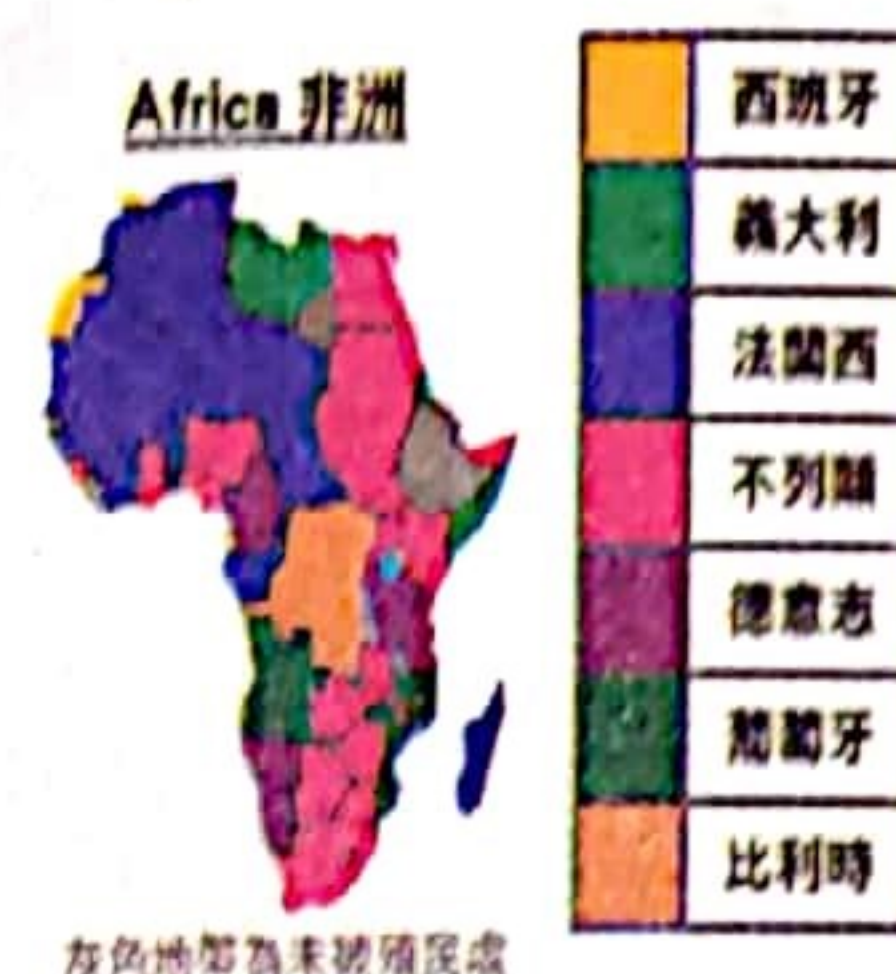 Africa 非洲
西班牙
義大利
法蘭西
不列顛
德意志
葡萄牙
比利時
灰色地帶為未被殖民處